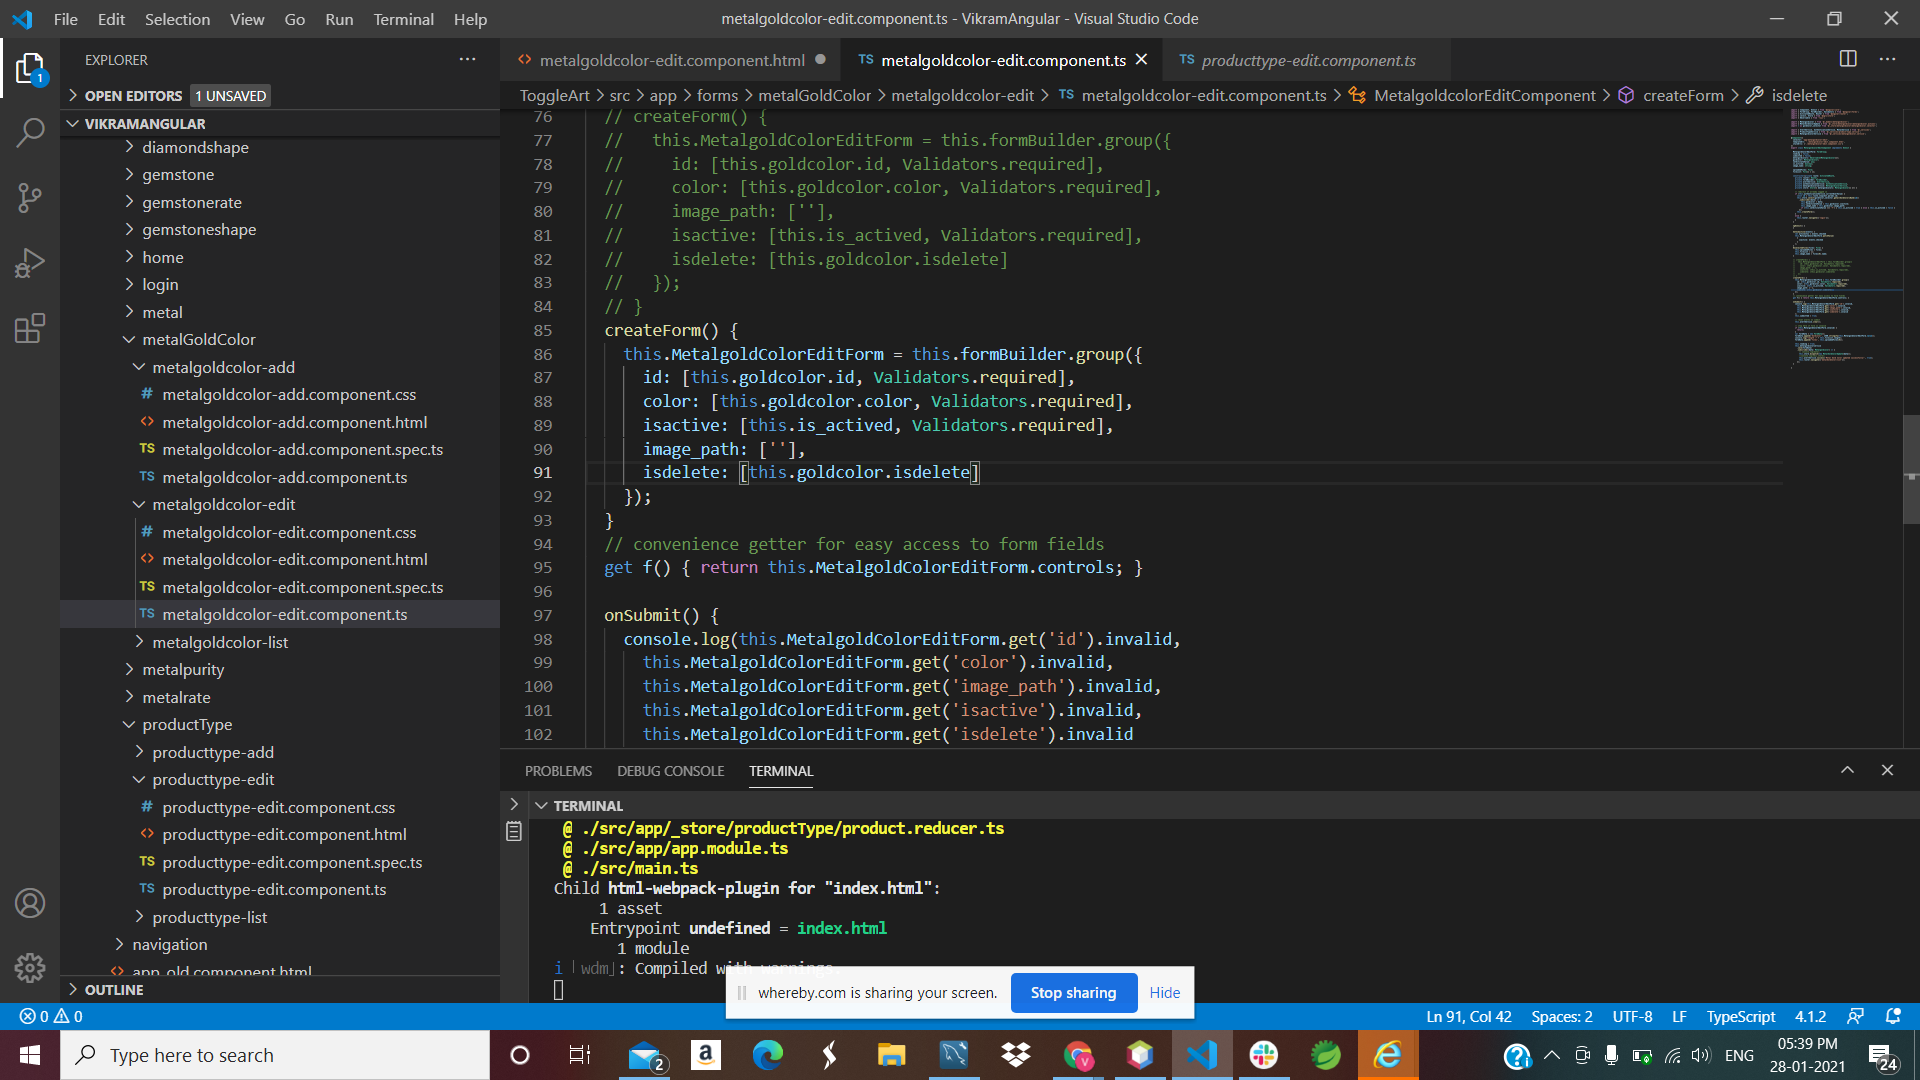 File Edit Selection View Go Run Terminal Help
metalgoldcolor-edit.component.ts - VikramAngular - Visual Studio Code
EXPLORER
1
OPEN EDITORS 1 UNSAVED
VIKRAMANGULAR
diamondshape
gemstone
gemstonerate
gemstoneshape
home
login
metal
metalGoldColor
metalgoldcolor-add
# metalgoldcolor-add.component.css
<> metalgoldcolor-add.component.html
TS metalgoldcolor-add.component.spec.ts
TS metalgoldcolor-add.component.ts
metalgoldcolor-edit
# metalgoldcolor-edit.component.css
<> metalgoldcolor-edit.component.html
TS metalgoldcolor-edit.component.spec.ts
TS metalgoldcolor-edit.component.ts
metalgoldcolor-list
metalpurity
metalrate
productType
producttype-add
producttype-edit
# producttype-edit.component.css
<> producttype-edit.component.html
TS producttype-edit.component.spec.ts
TS producttype-edit.component.ts
producttype-list
navigation
<> app_old.component.html
OUTLINE
<> metalgoldcolor-edit.component.html
TS metalgoldcolor-edit.component.ts
TS producttype-edit.component.ts
ToggleArt > src > app > forms > metalGoldColor > metalgoldcolor-edit > TS metalgoldcolor-edit.component.ts > MetalgoldcolorEditComponent > createForm > isdelete
76 // createForm() {
77 //   this.MetalgoldColorEditForm = this.formBuilder.group({
78 //     id: [this.goldcolor.id, Validators.required],
79 //     color: [this.goldcolor.color, Validators.required],
80 //     image_path: [''],
81 //     isactive: [this.is_actived, Validators.required],
82 //     isdelete: [this.goldcolor.isdelete]
83 //   });
84 // }
85 createForm() {
86   this.MetalgoldColorEditForm = this.formBuilder.group({
87     id: [this.goldcolor.id, Validators.required],
88     color: [this.goldcolor.color, Validators.required],
89     isactive: [this.is_actived, Validators.required],
90     image_path: [''],
91     isdelete: [this.goldcolor.isdelete]
92   });
93 }
94 // convenience getter for easy access to form fields
95 get f() { return this.MetalgoldColorEditForm.controls; }
96
97 onSubmit() {
98   console.log(this.MetalgoldColorEditForm.get('id').invalid,
99     this.MetalgoldColorEditForm.get('color').invalid,
100     this.MetalgoldColorEditForm.get('image_path').invalid,
101     this.MetalgoldColorEditForm.get('isactive').invalid,
102     this.MetalgoldColorEditForm.get('isdelete').invalid
PROBLEMS DEBUG CONSOLE TERMINAL
TERMINAL
@ ./src/app/_store/productType/product.reducer.ts
@ ./src/app/app.module.ts
@ ./src/main.ts
Child html-webpack-plugin for "index.html":
1 asset
Entrypoint undefined = index.html
1 module
i ｢wdm｣: Compiled with warnings.
whereby.com is sharing your screen. Stop sharing Hide
0 0
Ln 91, Col 42 Spaces: 2 UTF-8 LF TypeScript 4.1.2
Type here to search
2
a
V
ENG
05:39 PM
28-01-2021
24